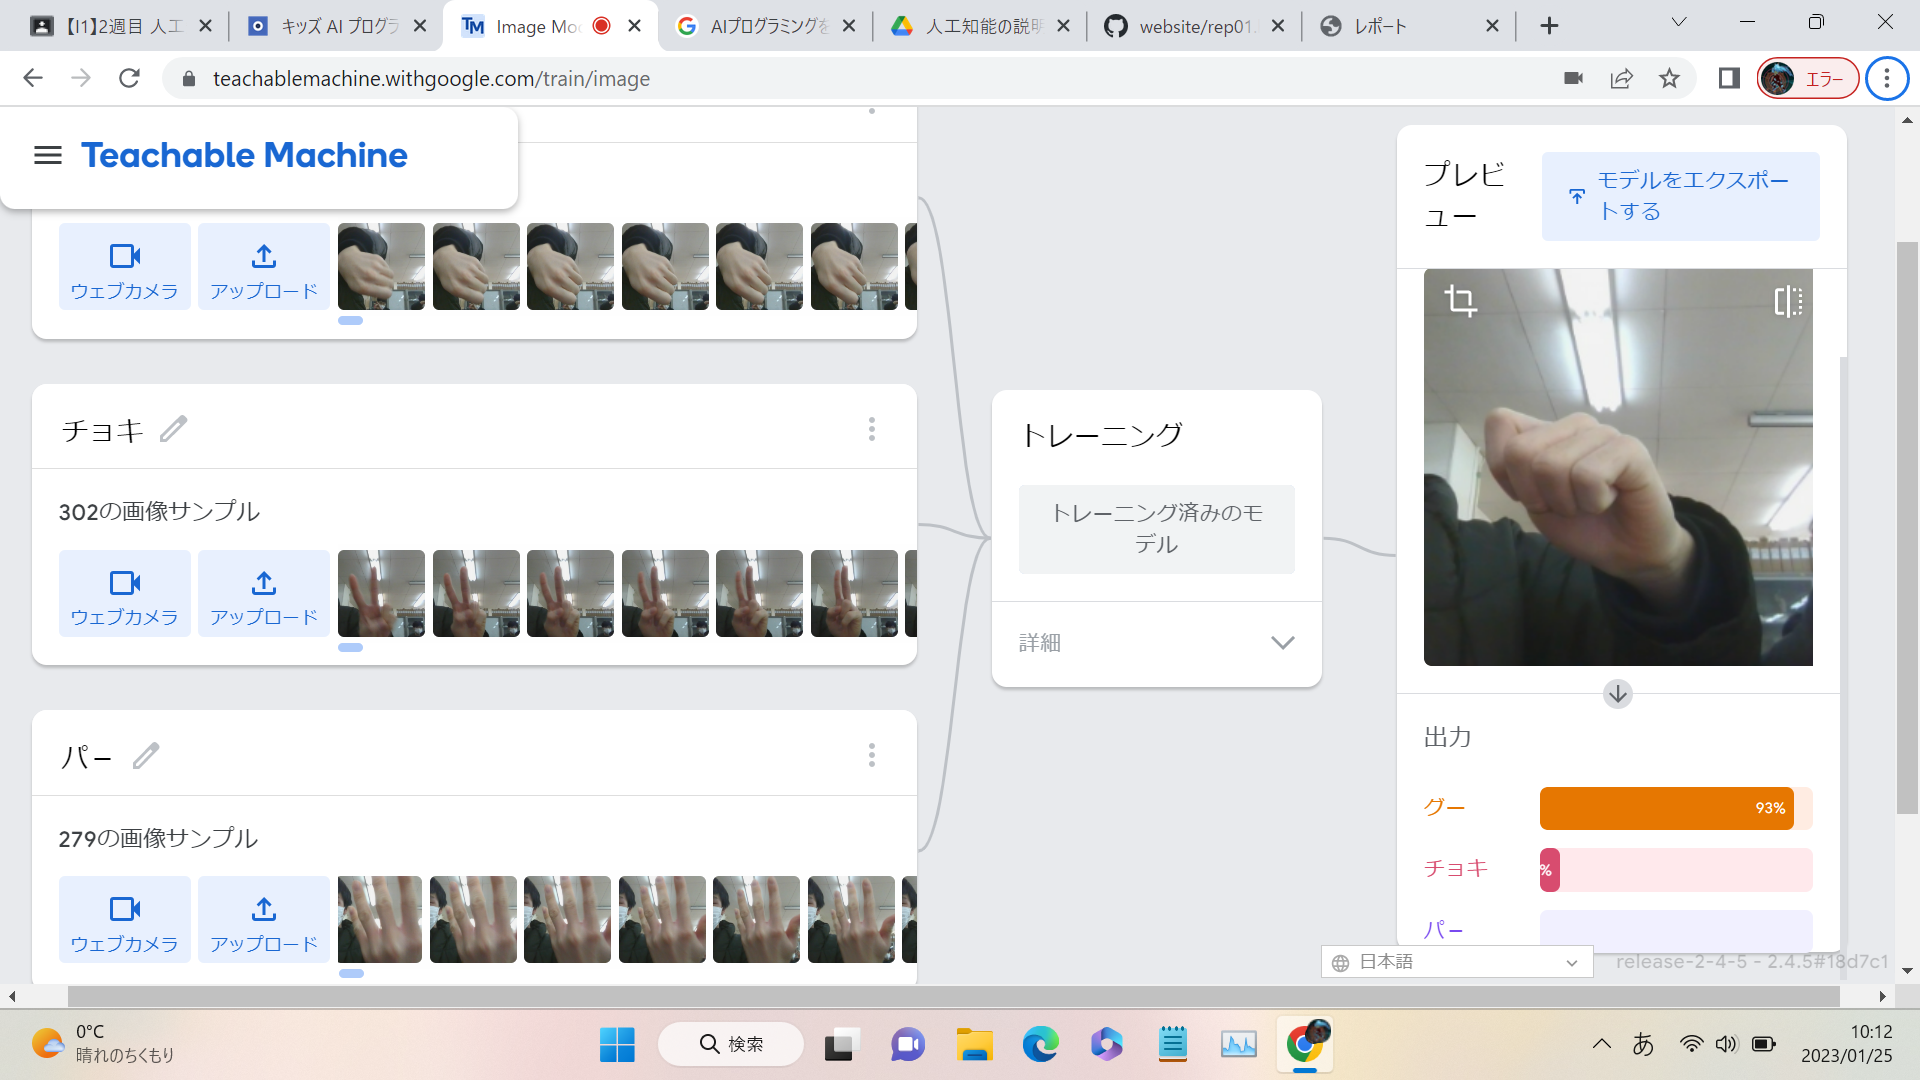 【I1】2週目 人工
キッズ AI プログラ
Image Mo
AIプログラミングを
人工知能の説明
website/rep01.
レポート
teachablemachine.withgoogle.com/train/image
エラー
Teachable Machine
ウェブカメラ
アップロード
チョキ
302の画像サンプル
ウェブカメラ
アップロード
パー
279の画像サンプル
ウェブカメラ
アップロード
トレーニング
トレーニング済みのモ
デル
詳細
プレビ
ュー
モデルをエクスポー
トする
出力
グー
93%
チョキ
%
パー
日本語
release-2-4-5 - 2.4.5#18d7c1
0°C
晴れのちくもり
検索
あ
10:12
2023/01/25